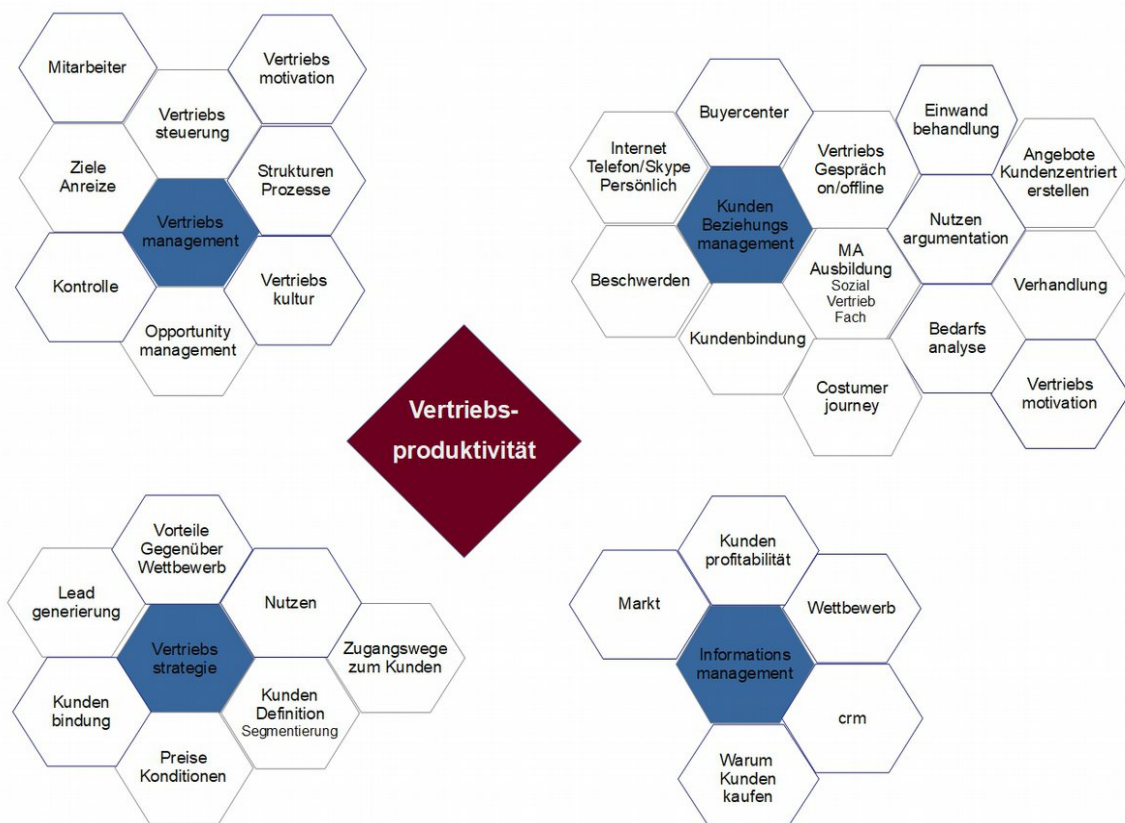 Mitarbeiter
Vertriebs
motivation
Vertriebs
steuerung
Ziele
Anreize
Strukturen
Prozesse
Vertriebs
management
Kontrolle
Vertriebs
kultur
Opportunity
management
Buyercenter
Einwand
behandlung
Internet
Telefon/Skype
Persönlich
Vertriebs
Gespräch
on/offline
Angebote
Kundenzentriert
erstellen
Kunden
Beziehungs
management
Nutzen
argumentation
Beschwerden
MA
Ausbildung
Sozial
Vertrieb
Fach
Verhandlung
Kundenbindung
Bedarfs
analyse
Costumer
journey
Vertriebs
motivation
Vertriebs-
produktivität
Vorteile
Gegenüber
Wettbewerb
Lead
generierung
Nutzen
Vertriebs
strategie
Zugangswege
zum Kunden
Kunden
bindung
Kunden
Definition
Segmentierung
Preise
Konditionen
Kunden
profitabilität
Markt
Wettbewerb
Informations
management
crm
Warum
Kunden
kaufen